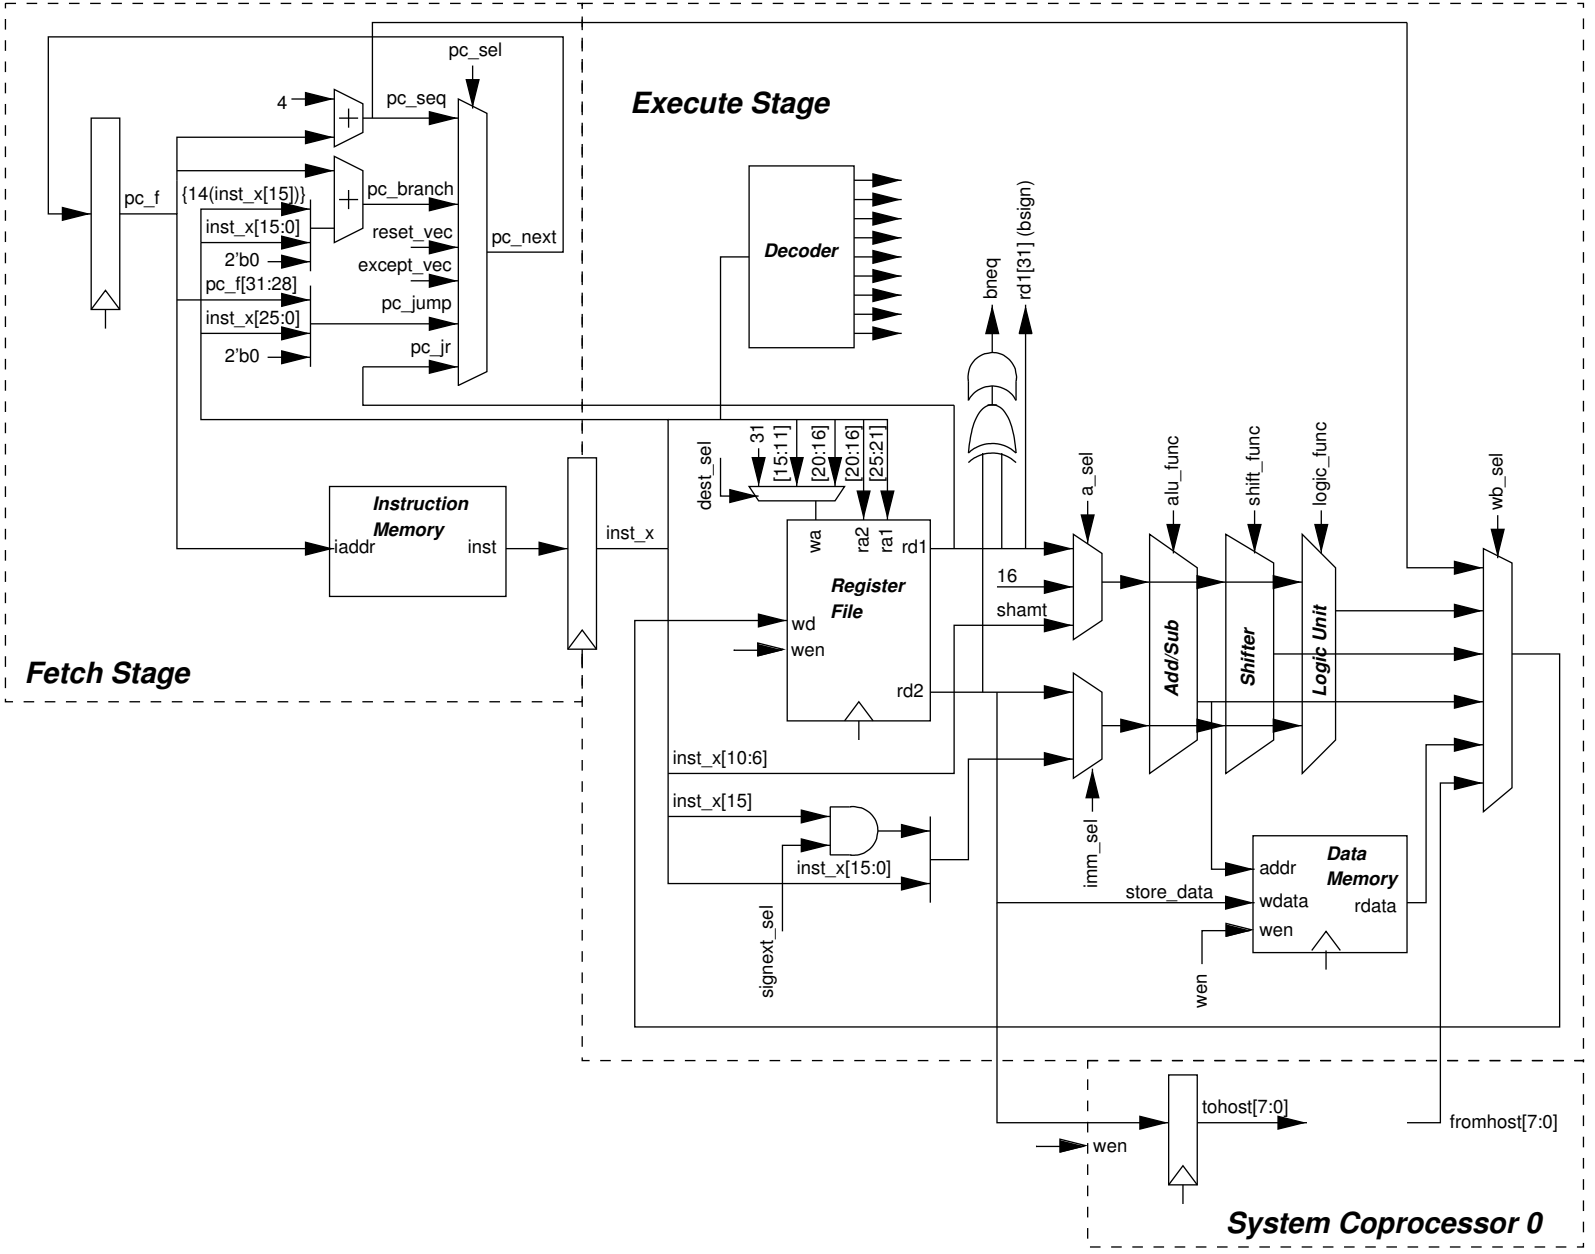 pc_sel
4
+
pc_seq
Execute Stage
pc_f
{14(inst_x[15])}
+
pc_branch
inst_x[15:0]
2'b0
reset_vec
pc_next
except_vec
pc_f[31:28]
pc_jump
inst_x[25:0]
2'b0
pc_jr
Decoder
bneq
rd1[31] (bsign)
dest_sel
31
[15:11]
[20:16]
[20:16]
[25:21]
a_sel
alu_func
shift_func
logic_func
wb_sel
Instruction
Memory
iaddr
inst
inst_x
wa
ra2
ra1
rd1
Register
File
wd
wen
rd2
16
shamt
Add/Sub
Shifter
Logic Unit
Fetch Stage
inst_x[10:6]
inst_x[15]
inst_x[15:0]
signext_sel
imm_sel
store_data
Data
Memory
addr
wdata
rdata
wen
wen
tohost[7:0]
fromhost[7:0]
wen
System Coprocessor 0